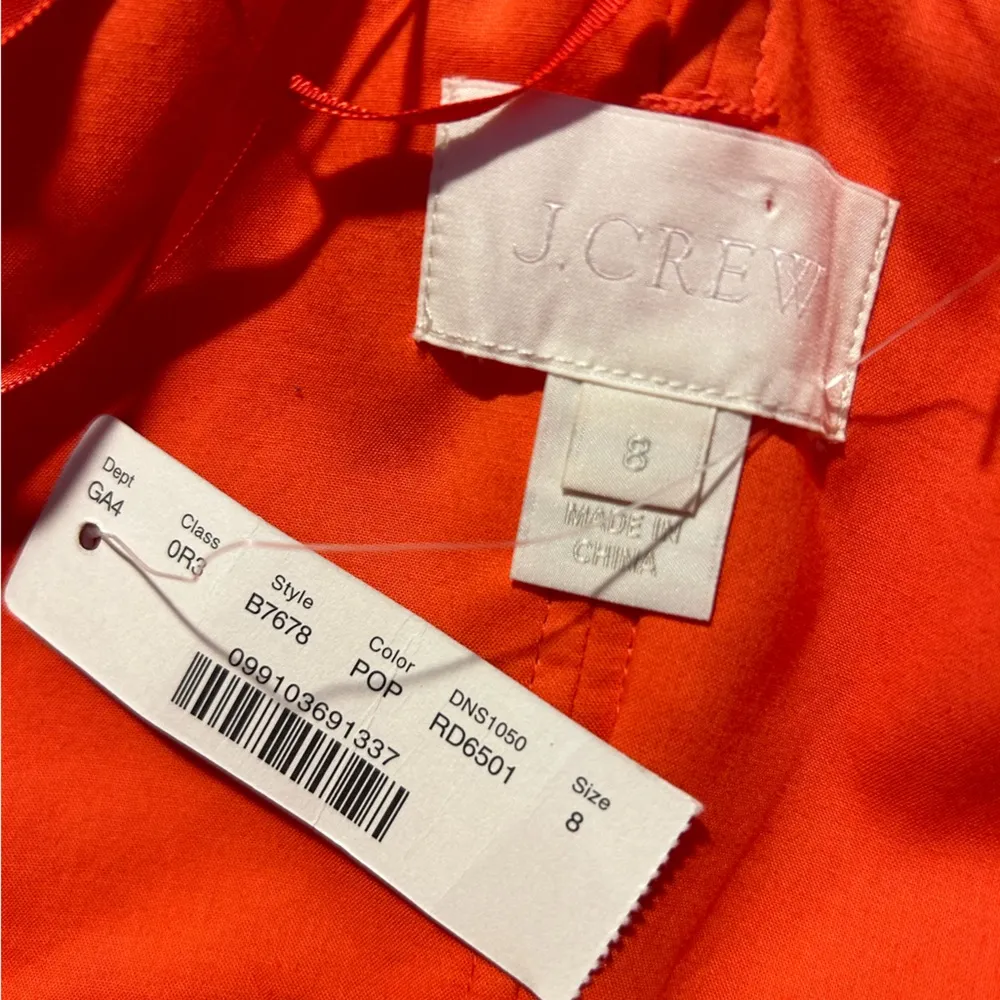 J.CREW
8
MADE IN
CHINA
Dept
GA4
Class
0R3
Style
B7678
Color
POP
DNS1050
RD6501
Size
8
099103691337